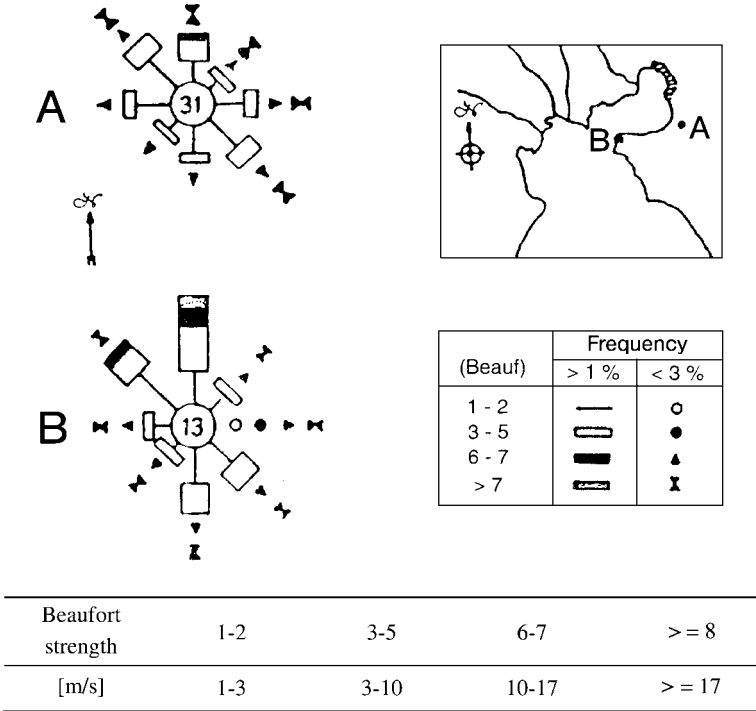 A
31
N
N
B
A
B
13
(Beauf)
Frequency
> 1 % < 3 %
1 - 2
3 - 5
6 - 7
> 7
Beaufort strength 1-2 3-5 6-7 > = 8
[m/s] 1-3 3-10 10-17 > = 17